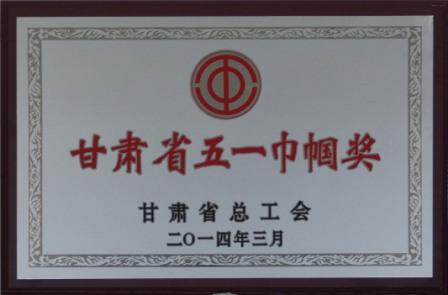 甘肃省五一巾帼奖
甘肃省总工会
二〇一四年三月